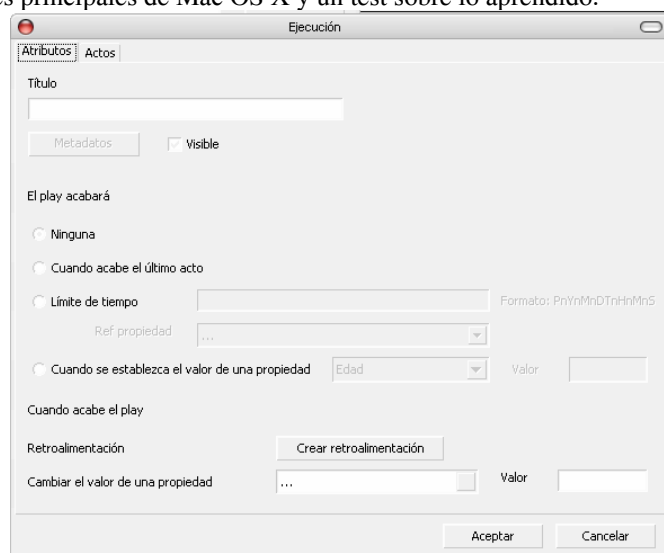 es principales de Mac OS X y un test sobre lo aprendido.
Ejecución
Atributos Actos
Título
Metadatos Visible
El play acabará
Ninguna
Cuando acabe el último acto
Límite de tiempo Formato: PnYnMnDTnHnMnS
Ref propiedad ...
Cuando se establezca el valor de una propiedad Edad Valor
Cuando acabe el play
Retroalimentación Crear retroalimentación
Cambiar el valor de una propiedad ... Valor
Aceptar Cancelar